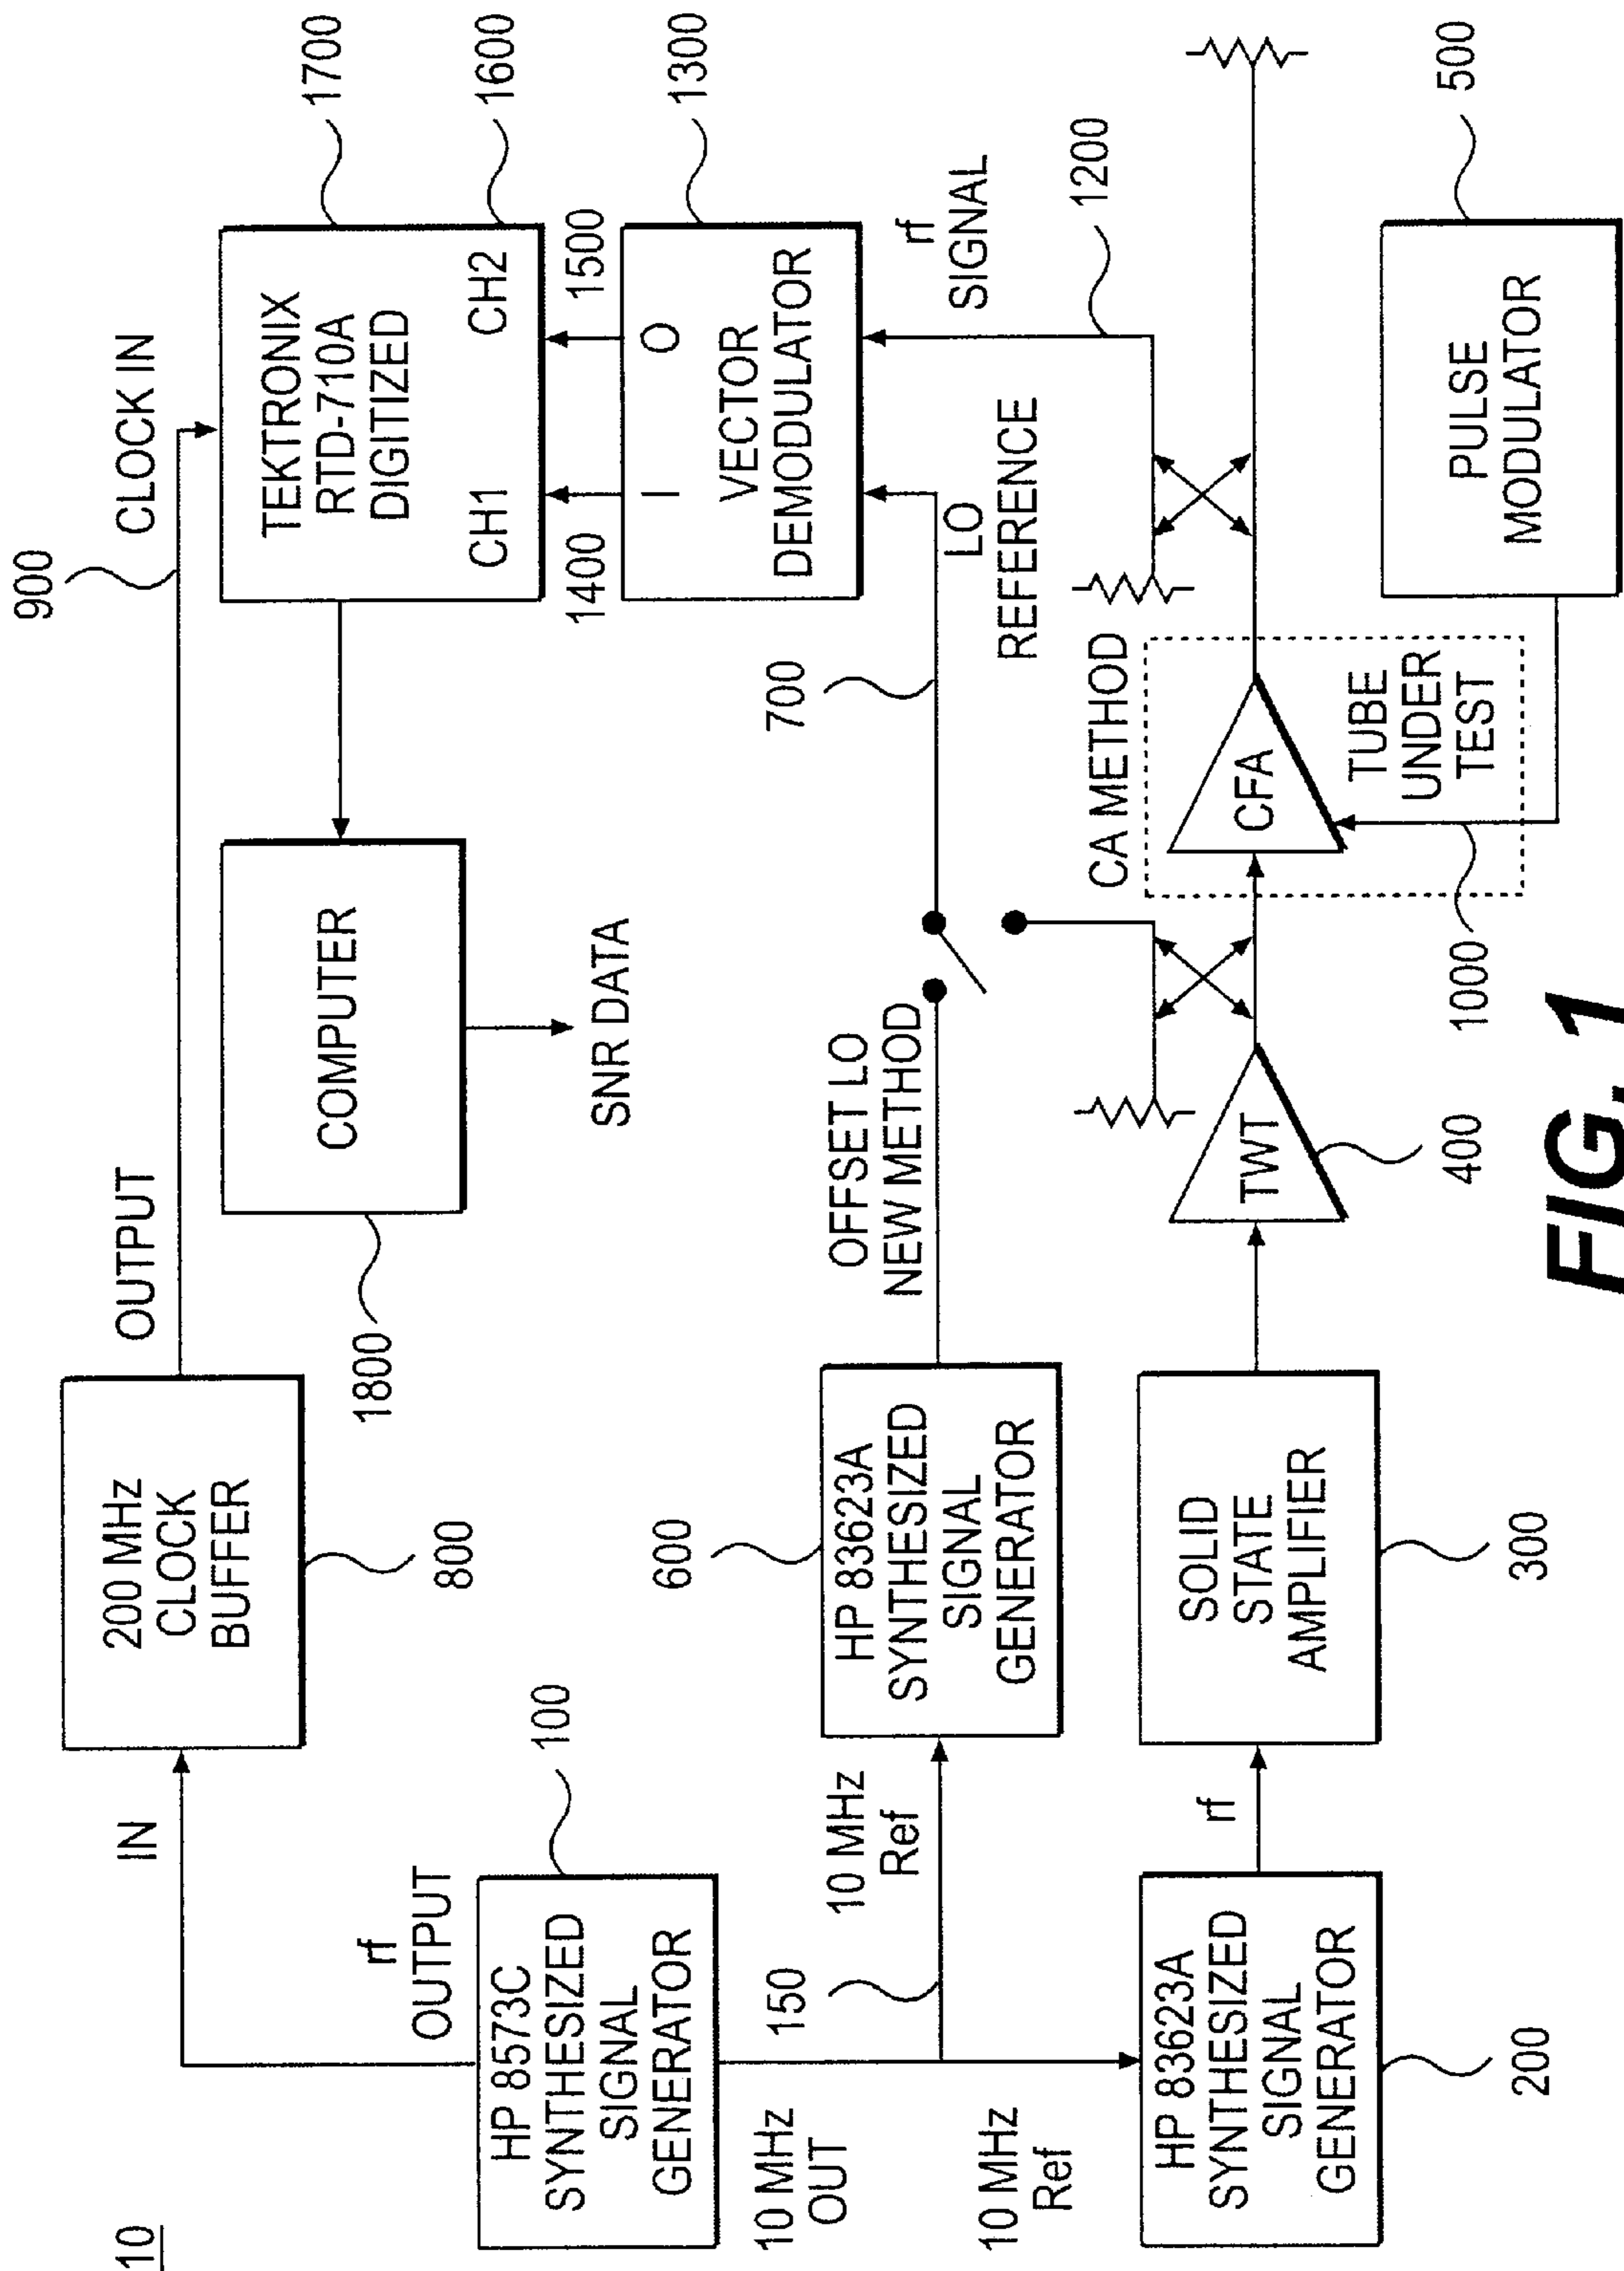 10
IN
200 MHz
CLOCK
BUFFER
800
OUTPUT
900
CLOCK IN
TEKTRONIX
RTD-710A
DIGITIZED
CH1
CH2
1700
1600
COMPUTER
1800
SNR DATA
1400
1500
I
O
VECTOR
DEMODULATOR
1300
rf
OUTPUT
HP 8573C
SYNTHESIZED
SIGNAL
GENERATOR
100
10 MHz
OUT
150
10 MHz
Ref
600
HP 83623A
SYNTHESIZED
SIGNAL
GENERATOR
OFFSET LO
NEW METHOD
700
LO
REFERENCE
rf
SIGNAL
1200
10 MHz
Ref
HP 83623A
SYNTHESIZED
SIGNAL
GENERATOR
200
rf
SOLID
STATE
AMPLIFIER
300
TWT
400
CA METHOD
CFA
TUBE
UNDER
TEST
1000
PULSE
MODULATOR
500
FIG. 1